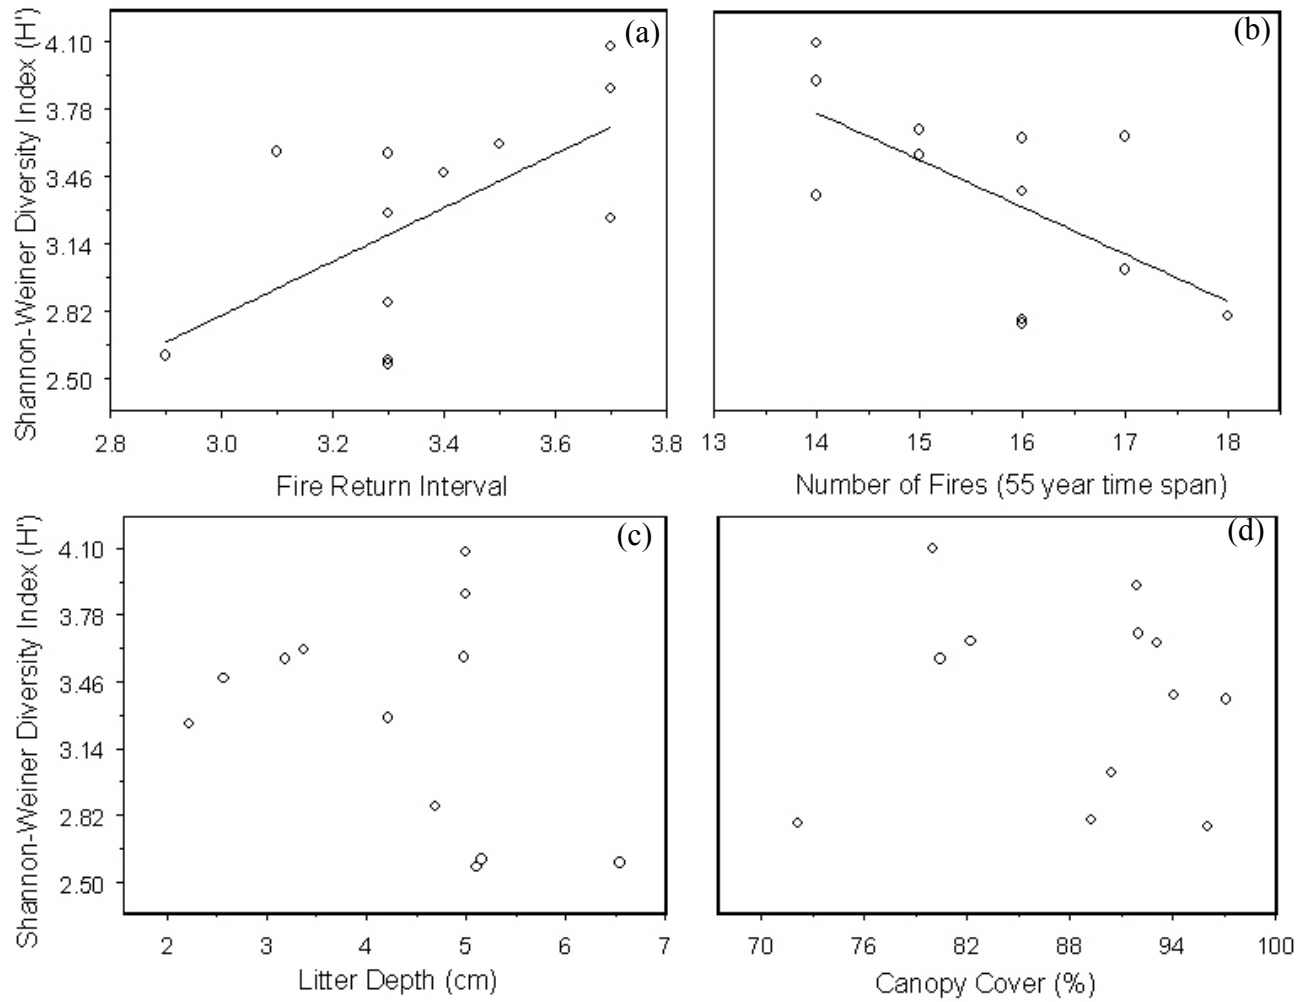 Shannon-Weiner Diversity Index (H')
4.10
3.78
3.46
3.14
2.82
2.50
(a)
2.8 3.0 3.2 3.4 3.6 3.8
Fire Return Interval
(b)
13 14 15 16 17 18
Number of Fires (55 year time span)
Shannon-Weiner Diversity Index (H')
4.10
3.78
3.46
3.14
2.82
2.50
(c)
2 3 4 5 6 7
Litter Depth (cm)
(d)
70 76 82 88 94 100
Canopy Cover (%)